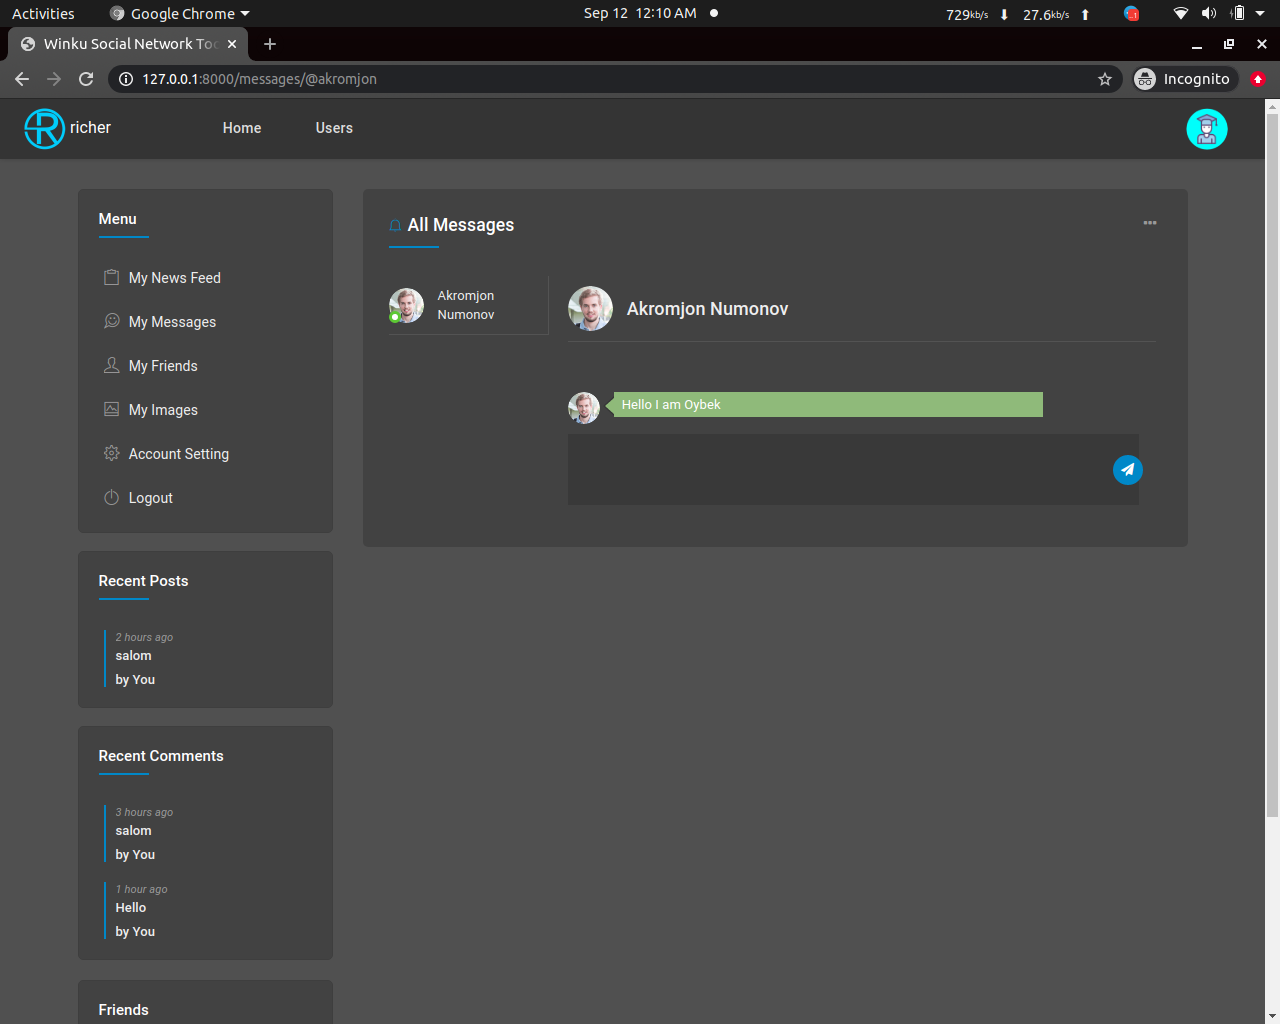 Activities
Google Chrome
Sep 12 12:10 AM
729kb/s
27.6kb/s
Winku Social Network Too
127.0.0.1:8000/messages/@akromjon
Incognito
richer
Home
Users
Menu
My News Feed
My Messages
My Friends
My Images
Account Setting
Logout
All Messages
Akromjon
Numonov
Akromjon Numonov
Hello I am Oybek
Recent Posts
2 hours ago
salom
by You
Recent Comments
3 hours ago
salom
by You
1 hour ago
Hello
by You
Friends